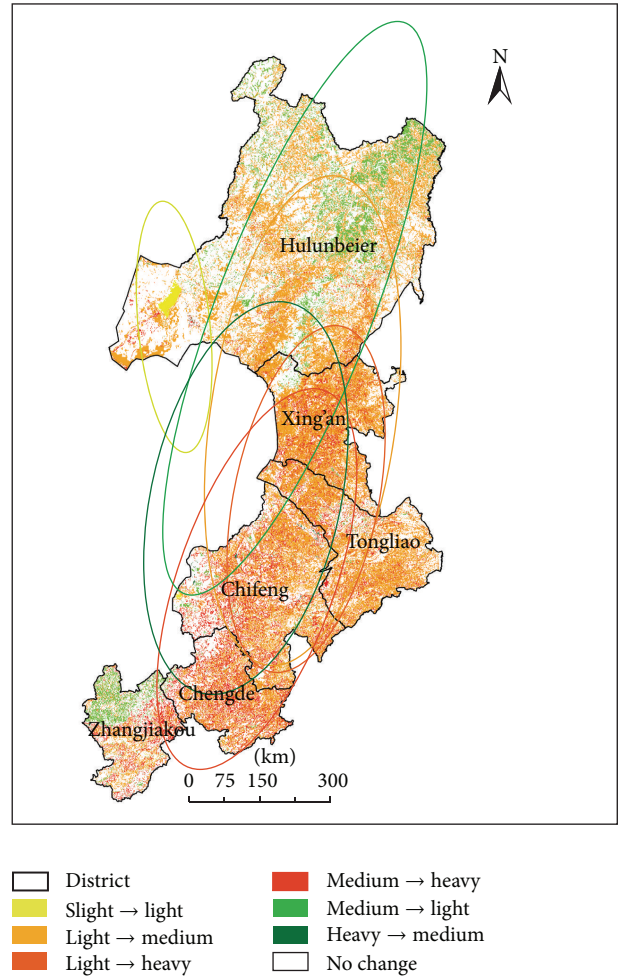 N
Hulunbeier
Xing'an
Tongliao
Chifeng
Chengde
Zhangjiakou
(km)
0 75 150 300
District
Slight → light
Light → medium
Light → heavy
Medium → heavy
Medium → light
Heavy → medium
No change